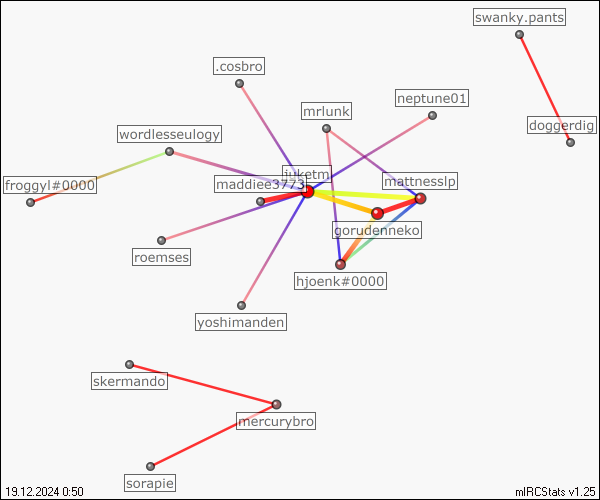 swanky.pants
.cosbro
neptune01
mrlunk
doggerdig
wordlesseulogy
juketm
froggyl#0000
maddiee3773
mattnesslp
gorudenneko
roemses
hjoenk#0000
yoshimanden
skermando
mercurybro
sorapie
19.12.2024 0:50
mIRCStats v1.25